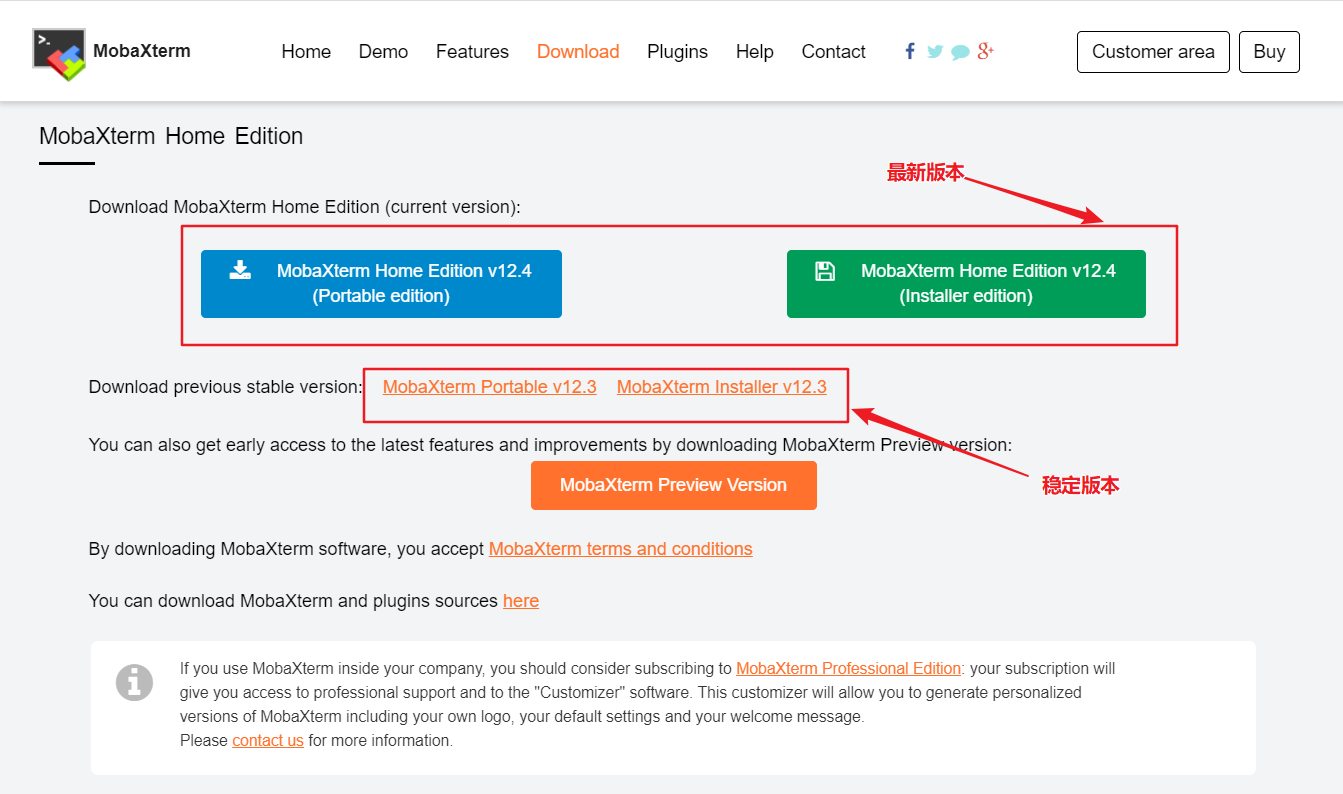 >_ MobaXterm Home Demo Features Download Plugins Help Contact Customer area Buy
MobaXterm Home Edition
最新版本
Download MobaXterm Home Edition (current version):
MobaXterm Home Edition v12.4
(Portable edition)
MobaXterm Home Edition v12.4
(Installer edition)
Download previous stable version: MobaXterm Portable v12.3 MobaXterm Installer v12.3
You can also get early access to the latest features and improvements by downloading MobaXterm Preview version:
MobaXterm Preview Version
稳定版本
By downloading MobaXterm software, you accept MobaXterm terms and conditions
You can download MobaXterm and plugins sources here
If you use MobaXterm inside your company, you should consider subscribing to MobaXterm Professional Edition: your subscription will
give you access to professional support and to the "Customizer" software. This customizer will allow you to generate personalized
versions of MobaXterm including your own logo, your default settings and your welcome message.
Please contact us for more information.